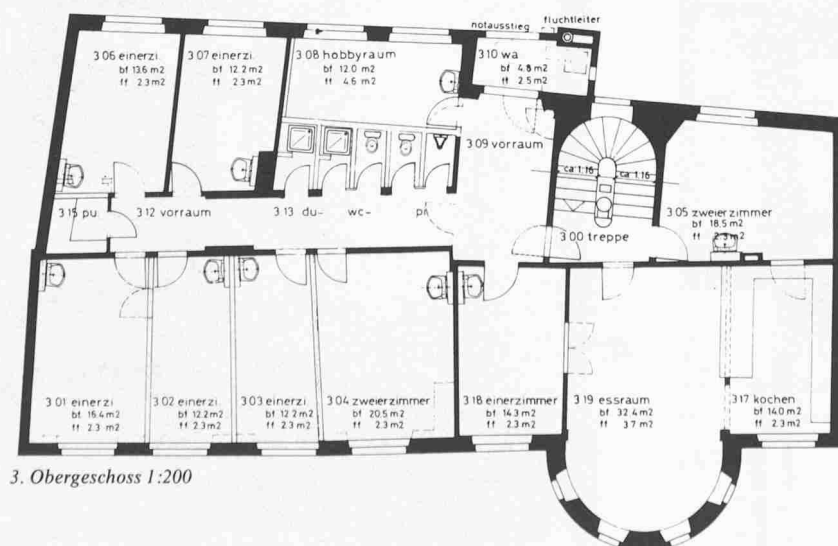 notausstieg
fluchtleiter
3.06 einerzi.
bf 13.6 m2
ff 2.3 m2
3.07 einerzi.
bf 12.2 m2
ff 2.3 m2
3.08 hobbyraum
bf 12.0 m2
ff 4.6 m2
3.10 wa
bf 4.8 m2
ff 2.5 m2
3.09 vorraum
ca 1.16
ca 1.16
3.05 zweierzimmer
bf 18.5 m2
ff 2.3 m2
3.15 pu
3.12 vorraum
3.13 du-
wc-
pi
3.00 treppe
3.01 einerzi
bf 16.4 m2
ff 2.3 m2
3.02 einerzi.
bf 12.2 m2
ff 2.3 m2
3.03 einerzi.
bf 12.2 m2
ff 2.3 m2
3.04 zweierzimmer
bf 20.5 m2
ff 2.3 m2
3.18 einerzimmer
bf 14.3 m2
ff 2.3 m2
3.19 essraum
bf 32.4 m2
ff 3.7 m2
3.17 kochen
bf 14.0 m2
ff 2.3 m2
3. Obergeschoss 1:200